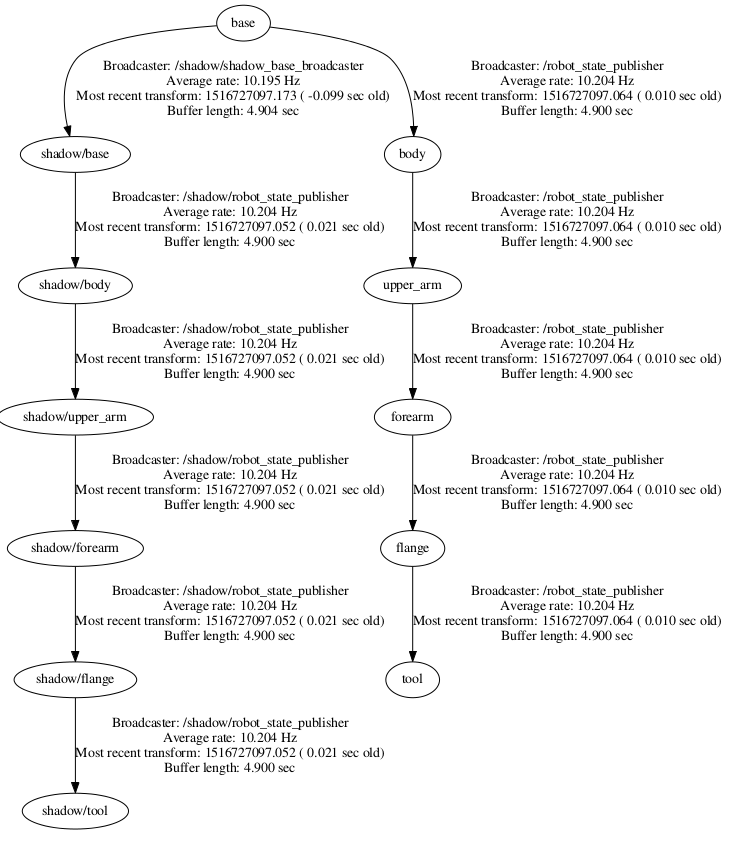 base
Broadcaster: /shadow/shadow_base_broadcaster
Average rate: 10.195 Hz
Most recent transform: 1516727097.173 ( -0.099 sec old)
Buffer length: 4.904 sec
Broadcaster: /robot_state_publisher
Average rate: 10.204 Hz
Most recent transform: 1516727097.064 ( 0.010 sec old)
Buffer length: 4.900 sec
shadow/base
body
Broadcaster: /shadow/robot_state_publisher
Average rate: 10.204 Hz
Most recent transform: 1516727097.052 ( 0.021 sec old)
Buffer length: 4.900 sec
Broadcaster: /robot_state_publisher
Average rate: 10.204 Hz
Most recent transform: 1516727097.064 ( 0.010 sec old)
Buffer length: 4.900 sec
shadow/body
upper_arm
Broadcaster: /shadow/robot_state_publisher
Average rate: 10.204 Hz
Most recent transform: 1516727097.052 ( 0.021 sec old)
Buffer length: 4.900 sec
Broadcaster: /robot_state_publisher
Average rate: 10.204 Hz
Most recent transform: 1516727097.064 ( 0.010 sec old)
Buffer length: 4.900 sec
shadow/upper_arm
forearm
Broadcaster: /shadow/robot_state_publisher
Average rate: 10.204 Hz
Most recent transform: 1516727097.052 ( 0.021 sec old)
Buffer length: 4.900 sec
Broadcaster: /robot_state_publisher
Average rate: 10.204 Hz
Most recent transform: 1516727097.064 ( 0.010 sec old)
Buffer length: 4.900 sec
shadow/forearm
flange
Broadcaster: /shadow/robot_state_publisher
Average rate: 10.204 Hz
Most recent transform: 1516727097.052 ( 0.021 sec old)
Buffer length: 4.900 sec
Broadcaster: /robot_state_publisher
Average rate: 10.204 Hz
Most recent transform: 1516727097.064 ( 0.010 sec old)
Buffer length: 4.900 sec
shadow/flange
tool
Broadcaster: /shadow/robot_state_publisher
Average rate: 10.204 Hz
Most recent transform: 1516727097.052 ( 0.021 sec old)
Buffer length: 4.900 sec
shadow/tool